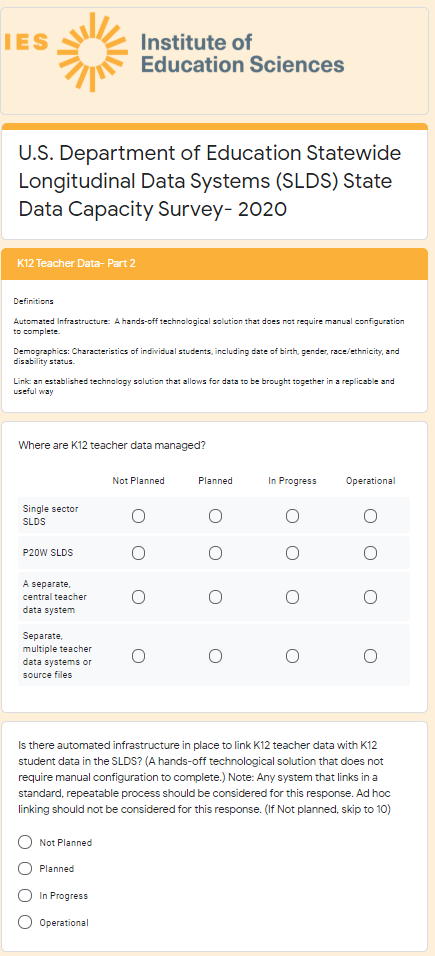 IES
Institute of
Education Sciences
U.S. Department of Education Statewide
Longitudinal Data Systems (SLDS) State
Data Capacity Survey- 2020
K12 Teacher Data- Part 2
Definitions
Automated Infrastructure: A hands-off technological solution that does not require manual configuration
to complete.
Demographics: Characteristics of individual students, including date of birth, gender, race/ethnicity, and
disability status.
Link: an established technology solution that allows for data to be brought together in a replicable and
useful way
Where are K12 teacher data managed?
Not Planned Planned In Progress Operational
Single sector
SLDS
P20W SLDS
A separate,
central teacher
data system
Separate,
multiple teacher
data systems or
source files
Is there automated infrastructure in place to link K12 teacher data with K12
student data in the SLDS? (A hands-off technological solution that does not
require manual configuration to complete.) Note: Any system that links in a
standard, repeatable process should be considered for this response. Ad hoc
linking should not be considered for this response. (If Not planned, skip to 10)
Not Planned
Planned
In Progress
Operational